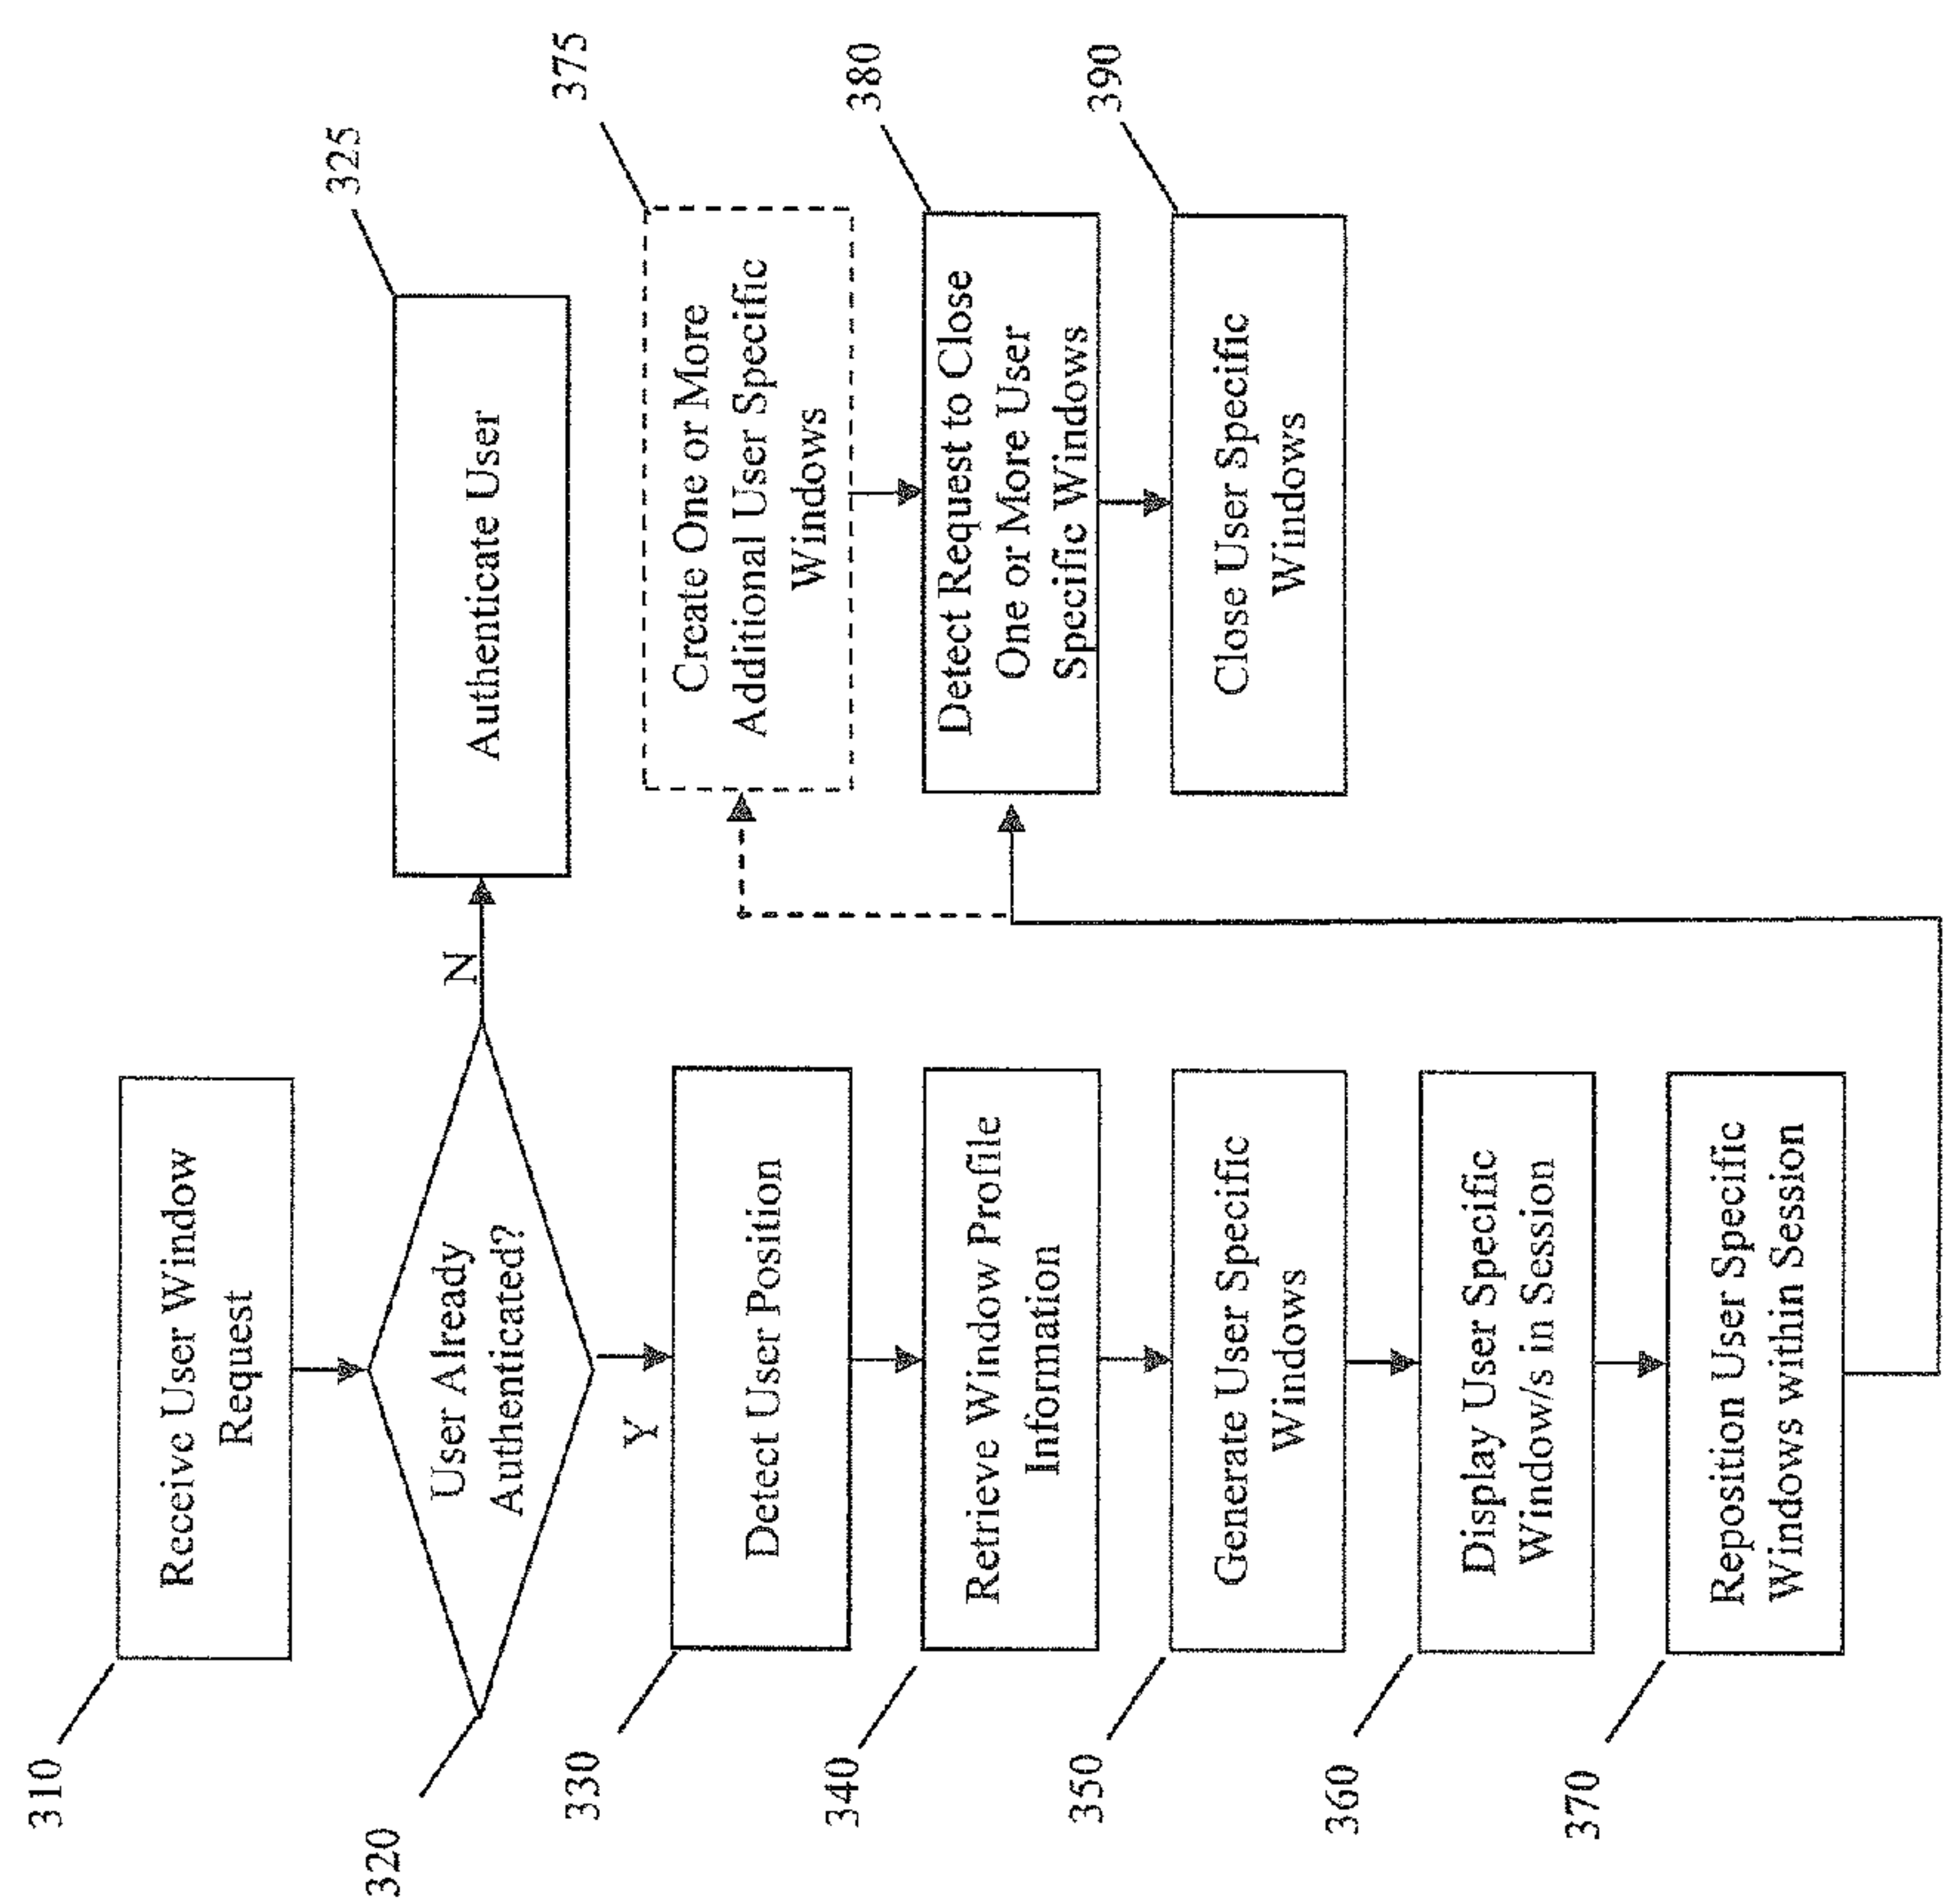 310
Receive User Window
Request
320
User Already
Authenticated?
N
325
Authenticate User
Y
330
Detect User Position
340
Retrieve Window Profile
Information
350
Generate User Specific
Windows
360
Display User Specific
Window/s in Session
370
Reposition User Specific
Windows within Session
375
Create One or More
Additional User Specific
Windows
380
Detect Request to Close
One or More User
Specific Windows
390
Close User Specific
Windows